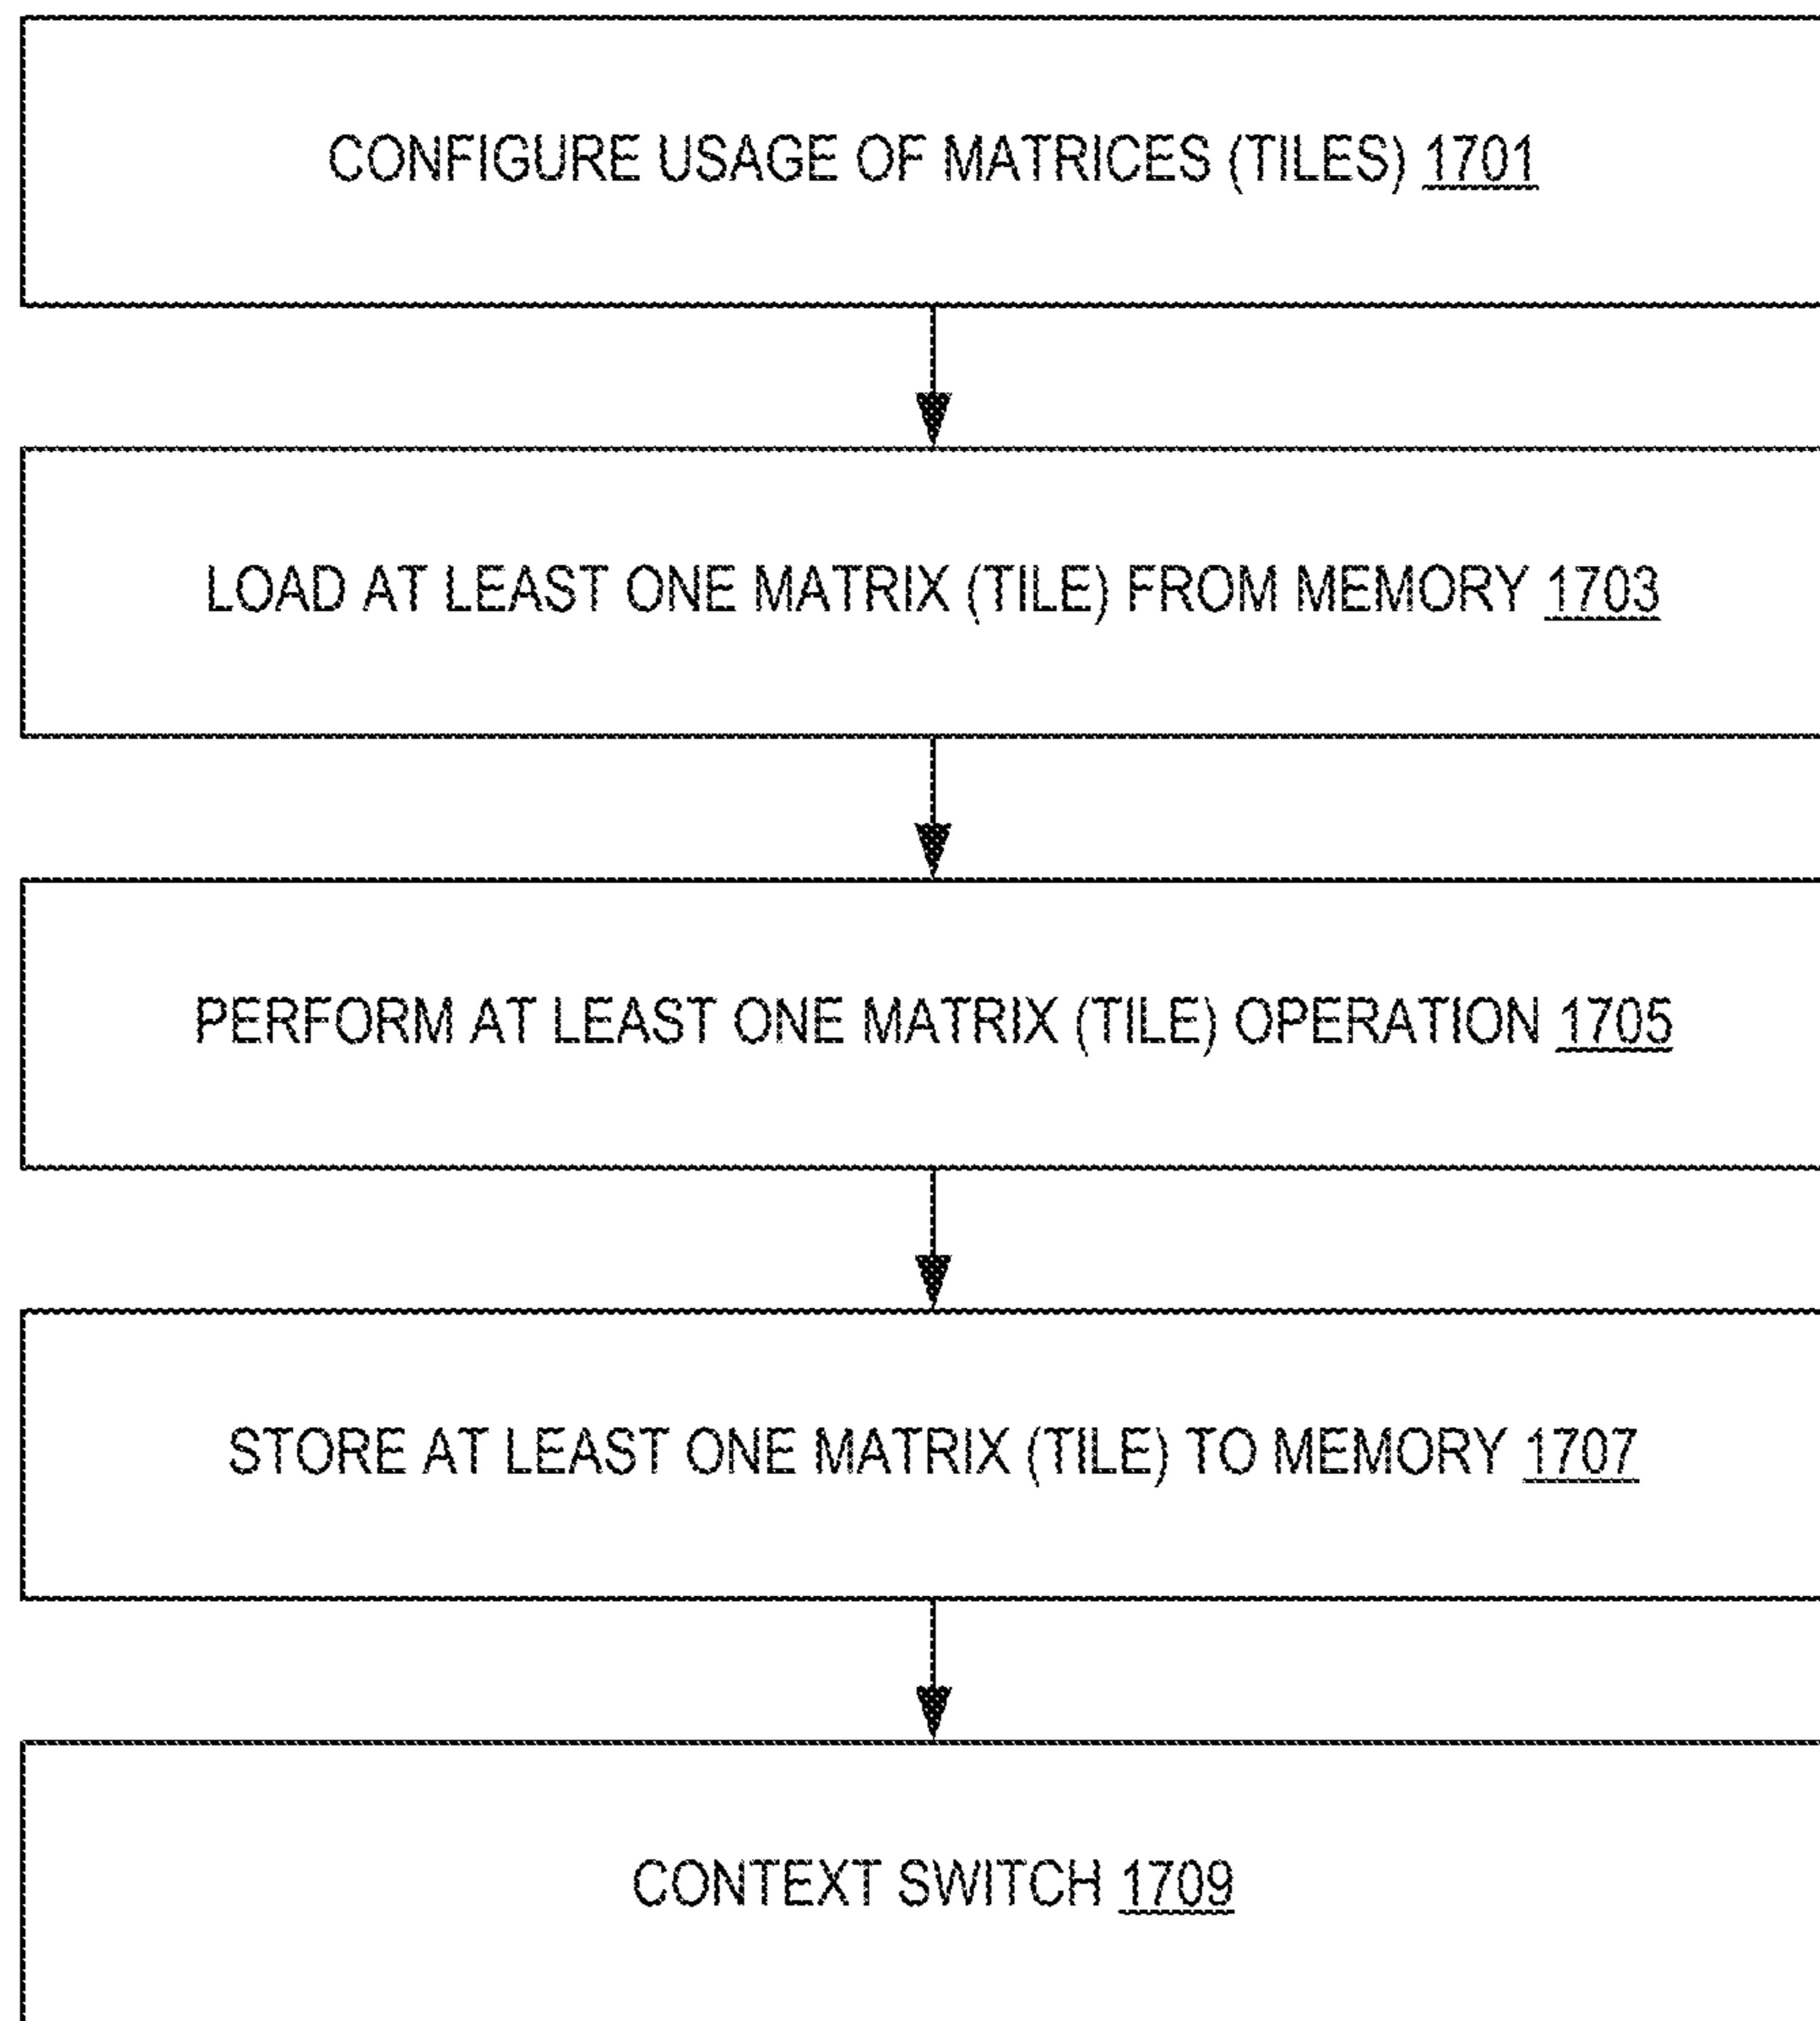 CONFIGURE USAGE OF MATRICES (TILES) 1701
LOAD AT LEAST ONE MATRIX (TILE) FROM MEMORY 1703
PERFORM AT LEAST ONE MATRIX (TILE) OPERATION 1705
STORE AT LEAST ONE MATRIX (TILE) TO MEMORY 1707
CONTEXT SWITCH 1709